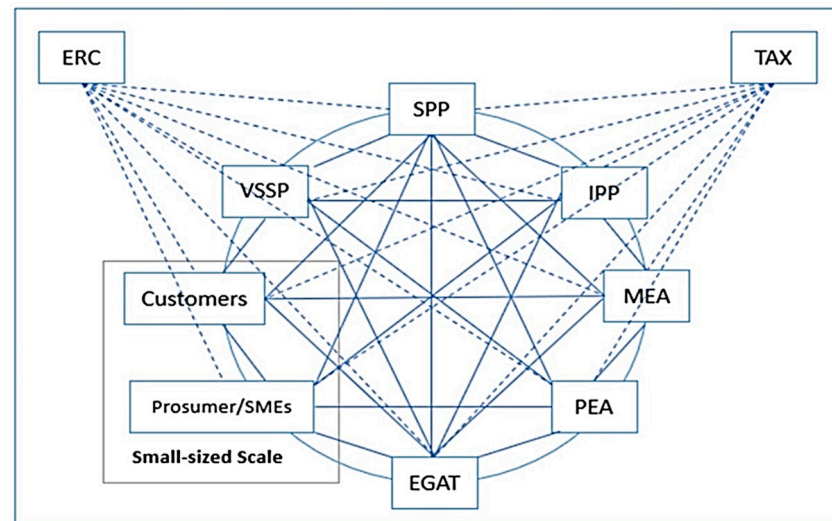 ERC
TAX
SPP
VSSP
IPP
Customers
MEA
Prosumer/SMEs
PEA
Small-sized Scale
EGAT